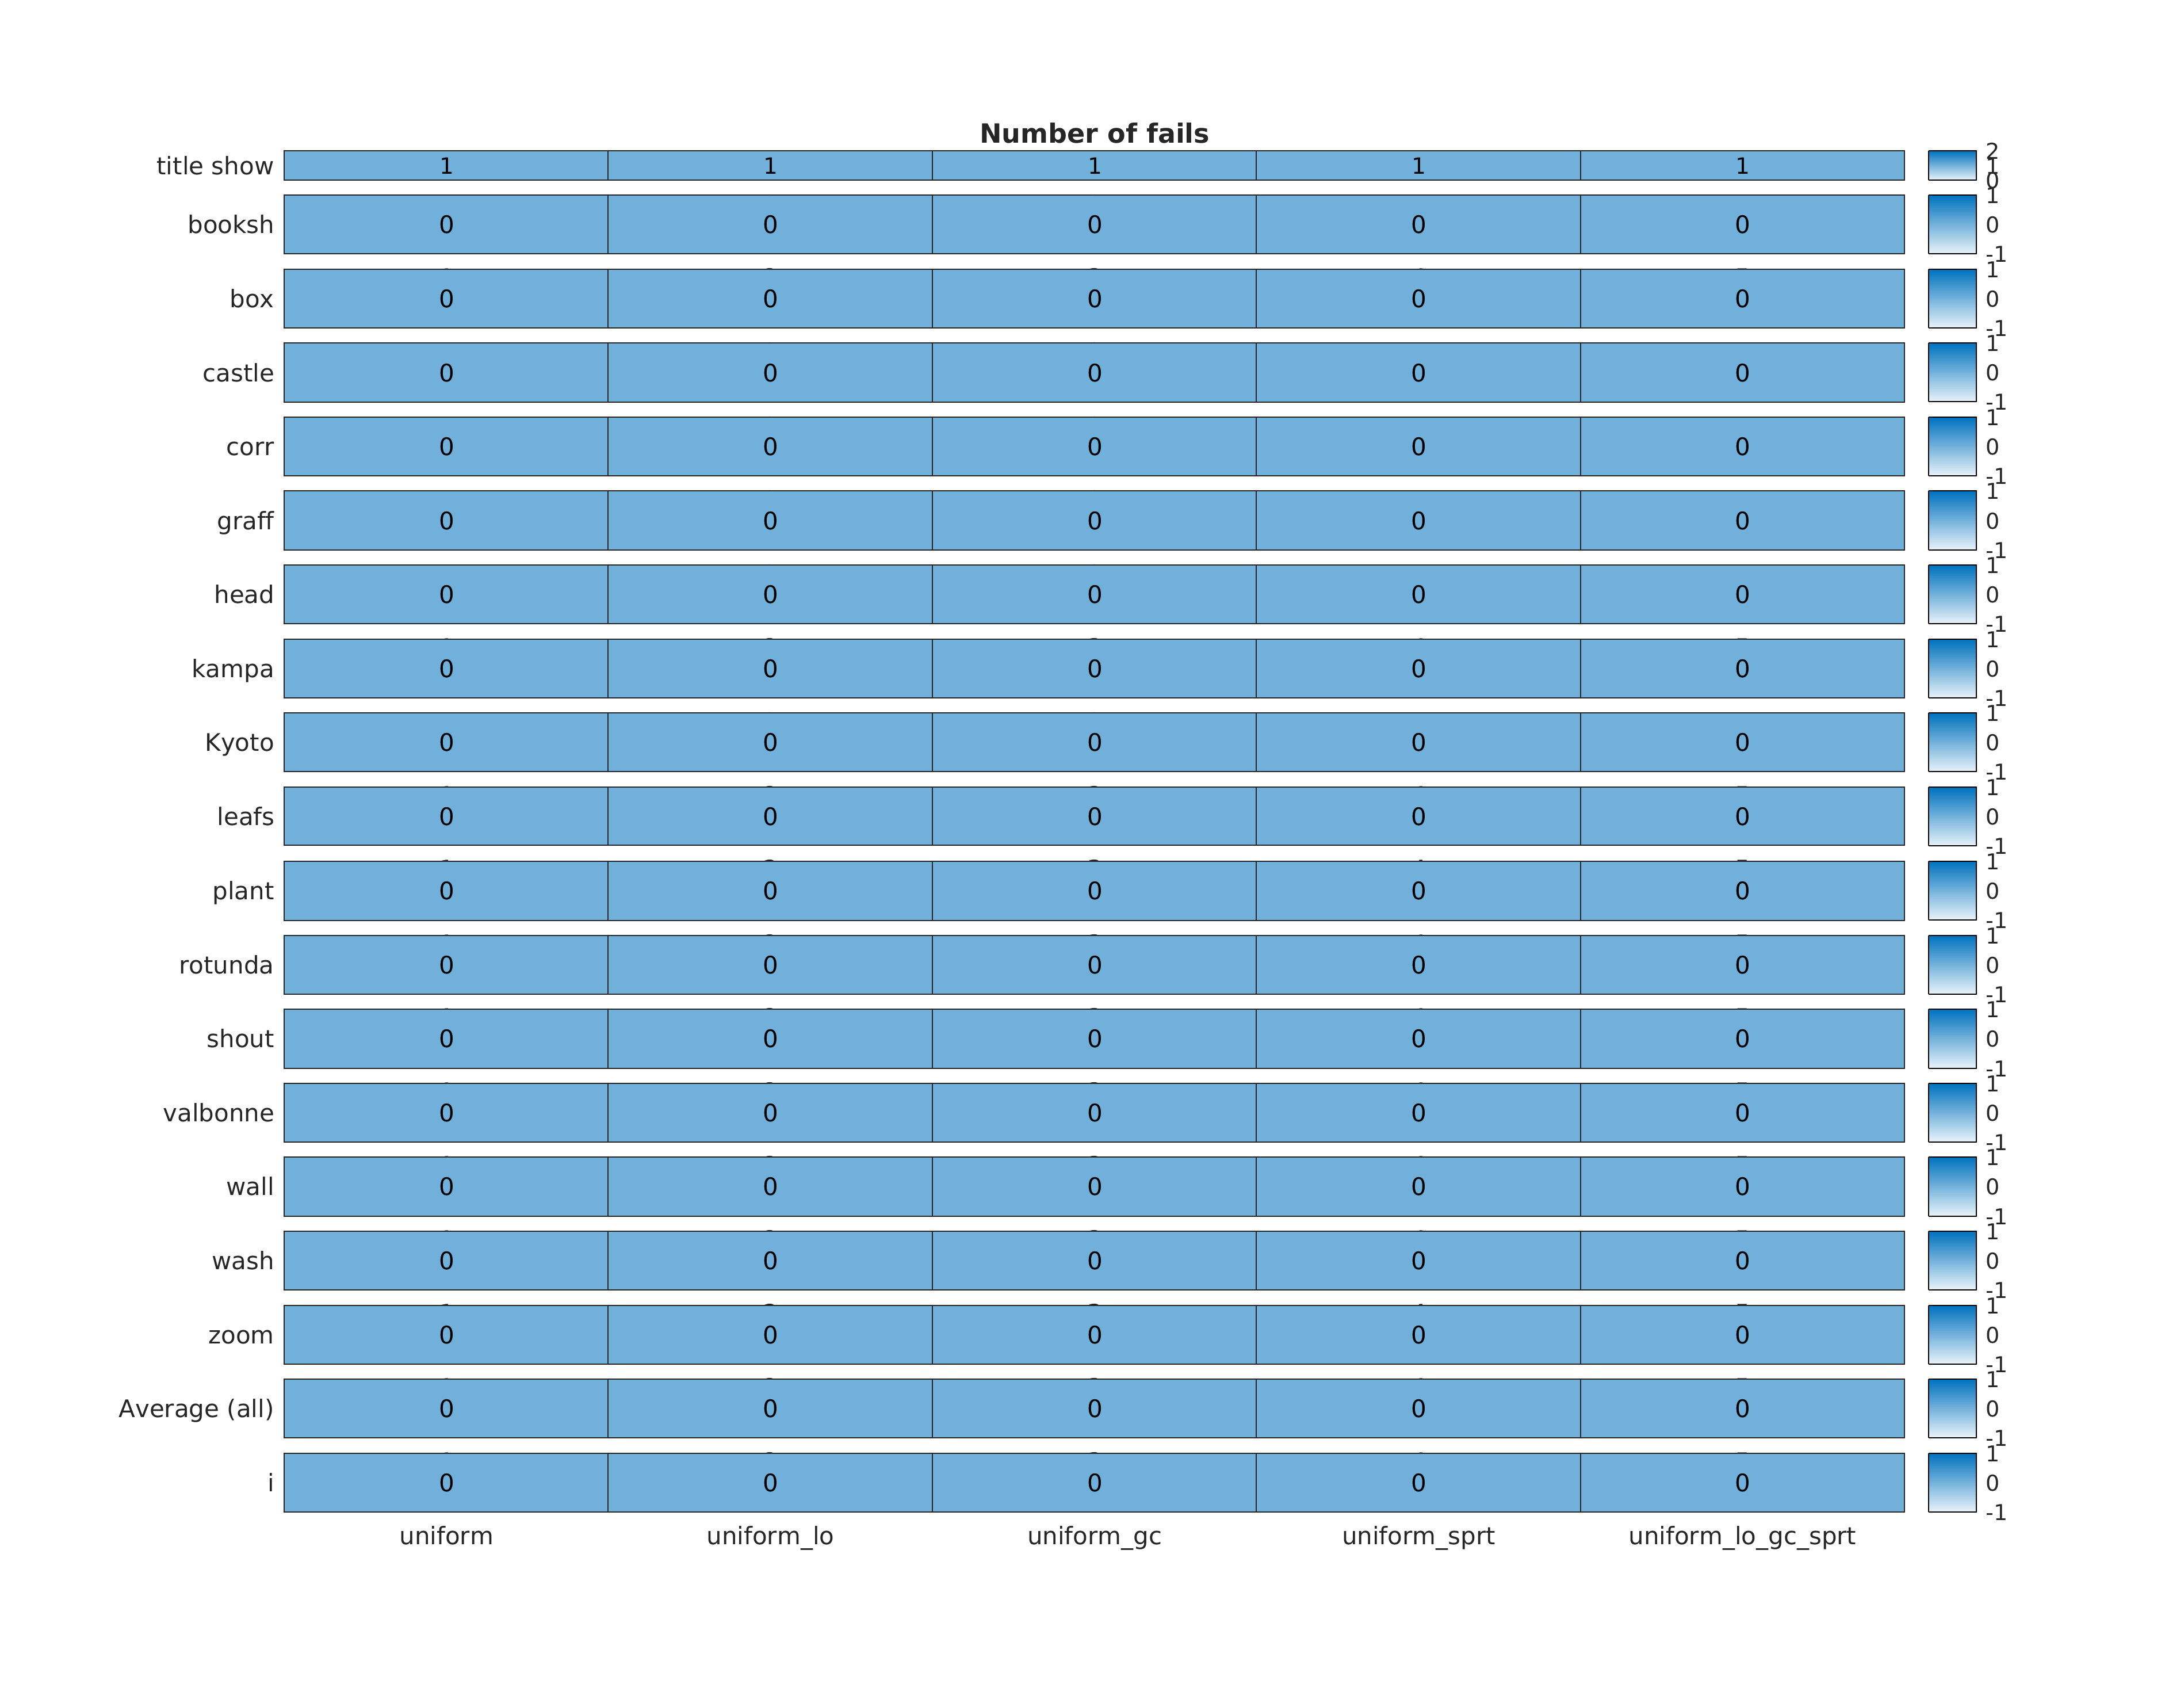 Number of fails
title show 1 1 1 1 1 2 1 0
booksh 0 0 0 0 0 1 0 -1
box 0 0 0 0 0 1 0 -1
castle 0 0 0 0 0 1 0 -1
corr 0 0 0 0 0 1 0 -1
graff 0 0 0 0 0 1 0 -1
head 0 0 0 0 0 1 0 -1
kampa 0 0 0 0 0 1 0 -1
Kyoto 0 0 0 0 0 1 0 -1
leafs 0 0 0 0 0 1 0 -1
plant 0 0 0 0 0 1 0 -1
rotunda 0 0 0 0 0 1 0 -1
shout 0 0 0 0 0 1 0 -1
valbonne 0 0 0 0 0 1 0 -1
wall 0 0 0 0 0 1 0 -1
wash 0 0 0 0 0 1 0 -1
zoom 0 0 0 0 0 1 0 -1
Average (all) 0 0 0 0 0 1 0 -1
i 0 0 0 0 0 1 0 -1
uniform uniform_lo uniform_gc uniform_sprt uniform_lo_gc_sprt